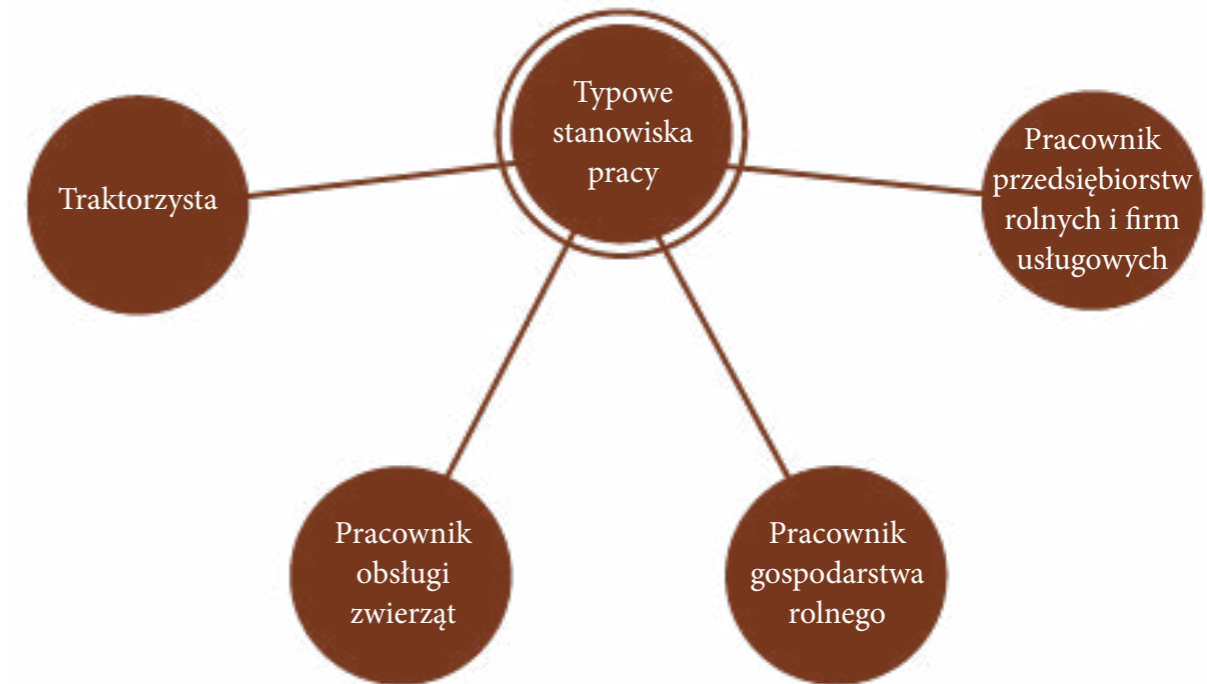 Typowe
stanowiska
pracy
Traktorzysta
Pracownik
przedsiębiorstw
rolnych i firm
usługowych
Pracownik
obsługi
zwierząt
Pracownik
gospodarstwa
rolnego